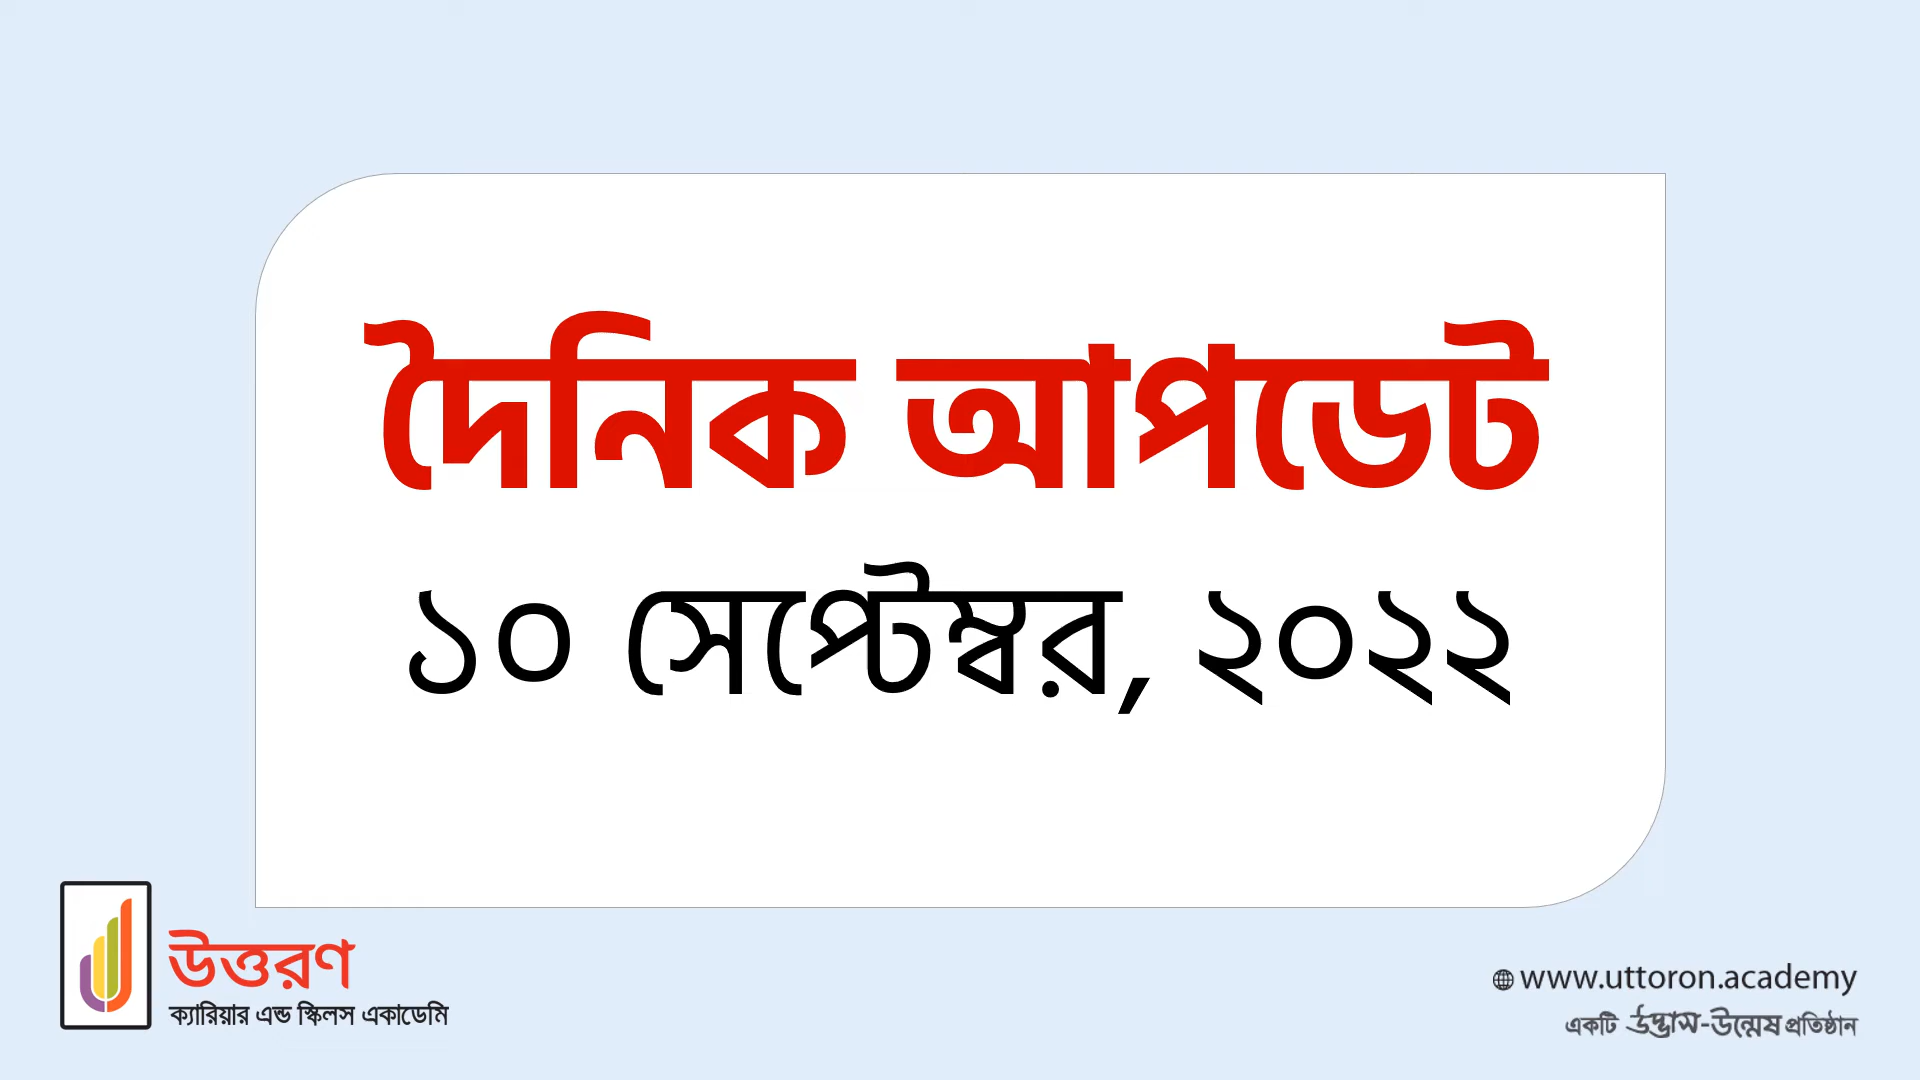 দৈনিক আপডেট
১০ সেপ্টেম্বর, ২০২২
উত্তরণ
ক্যারিয়ার এন্ড স্কিলস একাডেমি
www.uttoron.academy
একটি উদ্ভাস-উন্মেষ প্রতিষ্ঠান